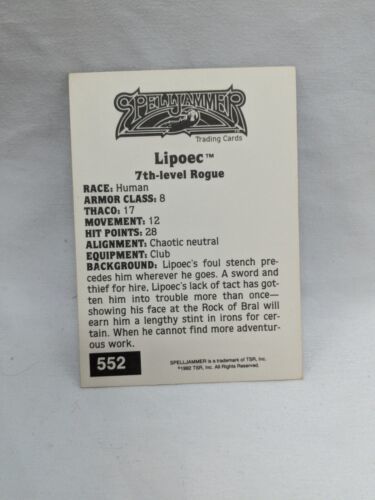 SPELLJAMMER
Trading Cards
Lipoec™
7th-level Rogue
RACE: Human
ARMOR CLASS: 8
THACO: 17
MOVEMENT: 12
HIT POINTS: 28
ALIGNMENT: Chaotic neutral
EQUIPMENT: Club
BACKGROUND: Lipoec's foul stench pre-
cedes him wherever he goes. A sword and
thief for hire, Lipoec's lack of tact has got-
ten him into trouble more than once—
showing his face at the Rock of Bral will
earn him a lengthy stint in irons for cer-
tain. When he cannot find more adventur-
ous work.
552
SPELLJAMMER is a trademark of TSR, Inc.
©1992 TSR, Inc. All Rights Reserved.